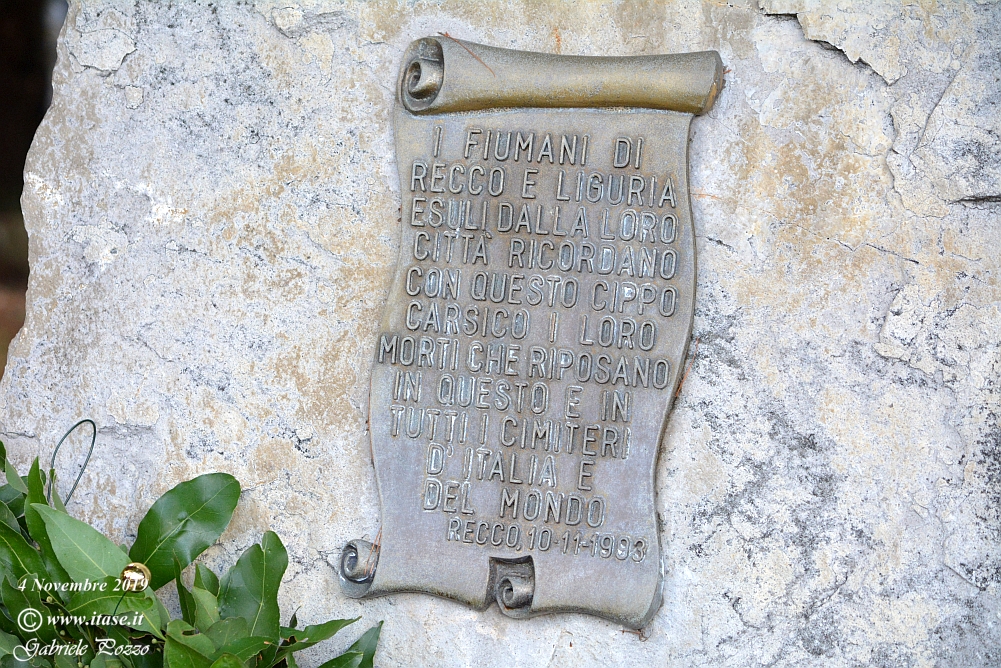 I FIUMANI DI
RECCO E LIGURIA
ESULI DALLA LORO
CITTÀ RICORDANO
CON QUESTO CIPPO
CARSICO I LORO
MORTI CHE RIPOSANO
IN QUESTO E IN
TUTTI I CIMITERI
D'ITALIA E
DEL MONDO
RECCO, 10-11-1983
4 Novembre 2019
© www.itase.it
Gabriele Pozzo